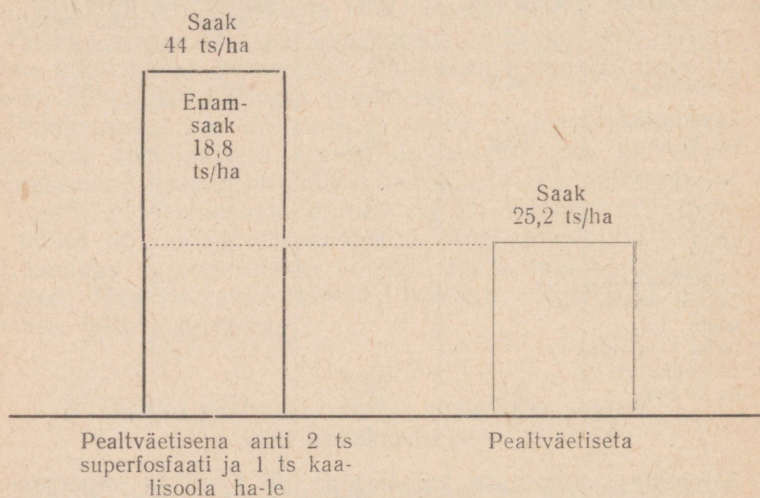 Saak
44 ts/ha
Enam-
saak
18,8
ts/ha
Saak
25,2 ts/ha
Pealtväetisena anti 2 ts
superfosfaati ja 1 ts kaa-
lisoola ha-le
Pealtväetiseta